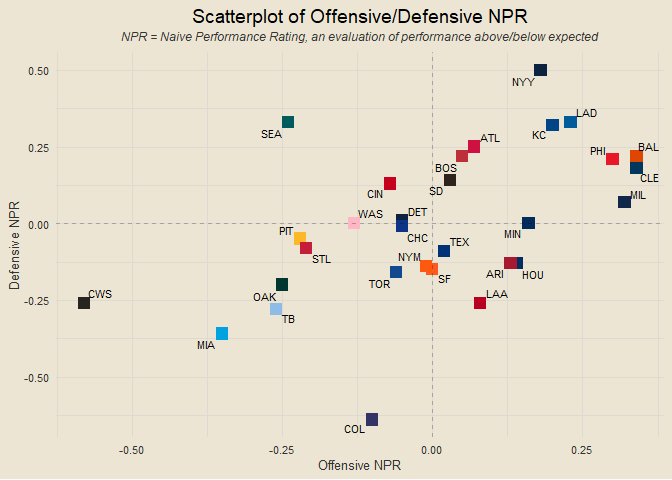 Scatterplot of Offensive/Defensive NPR
NPR = Naive Performance Rating, an evaluation of performance above/below expected
0.50
NYY
LAD
SEA
KC
ATL
0.25
PHI
BAL
BOS
CLE
CIN
SD
MIL
WAS
DET
0.00
PIT
CHC
MIN
TEX
STL
NYM
TOR
SF
ARI
HOU
-0.25
CWS
OAK
LAA
TB
MIA
-0.50
COL
-0.50
-0.25
0.00
0.25
Offensive NPR
Defensive NPR